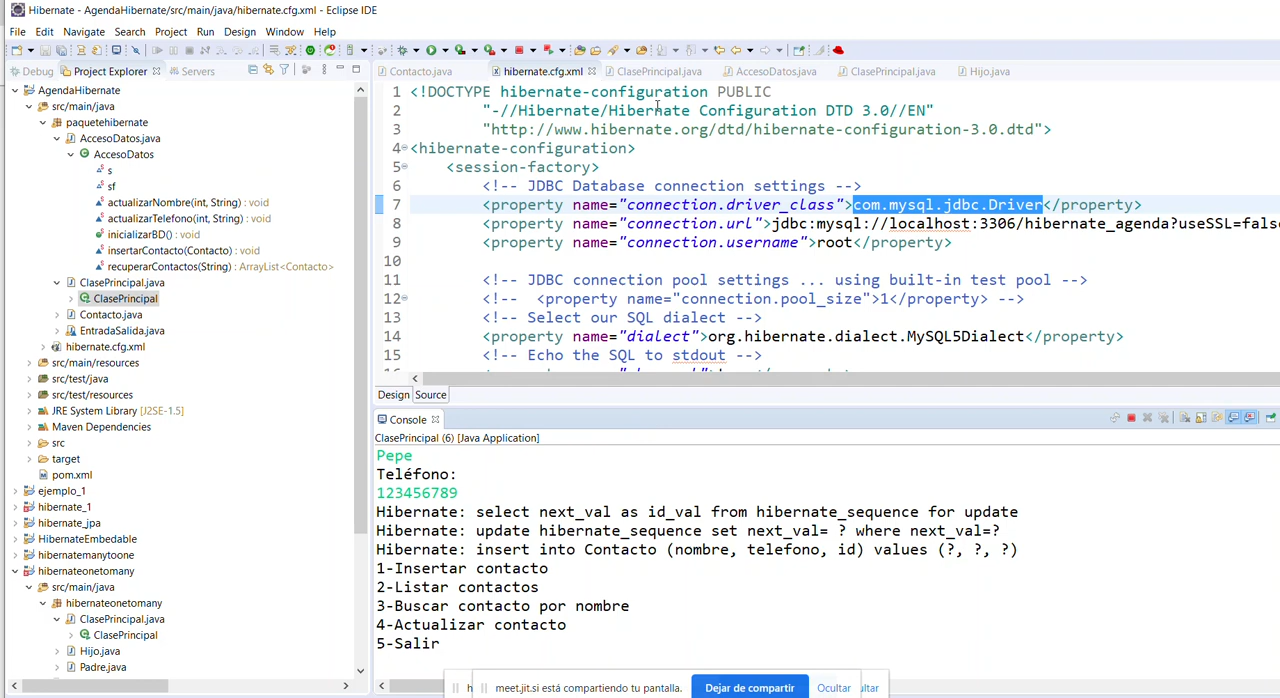 Hibernate - AgendaHibernate/src/main/java/hibernate.cfg.xml - Eclipse IDE
File Edit Navigate Search Project Run Design Window Help
Debug Project Explorer Servers
AgendaHibernate
src/main/java
paquetehibernate
AccesoDatos.java
AccesoDatos
s
sf
actualizarNombre(int, String) : void
actualizarTelefono(int, String) : void
inicializarBD() : void
insertarContacto(Contacto) : void
recuperarContactos(String) : ArrayList<Contacto>
ClasePrincipal.java
ClasePrincipal
Contacto.java
EntradaSalida.java
hibernate.cfg.xml
src/main/resources
src/test/java
src/test/resources
JRE System Library [J2SE-1.5]
Maven Dependencies
src
target
pom.xml
ejemplo_1
hibernate_1
hibernate_jpa
HibernateEmbedable
hibernatemanytoone
hibernateonetomany
src/main/java
hibernateonetomany
ClasePrincipal.java
ClasePrincipal
Hijo.java
Padre.java
Contacto.java hibernate.cfg.xml ClasePrincipal.java AccesoDatos.java ClasePrincipal.java Hijo.java
1 <!DOCTYPE hibernate-configuration PUBLIC
2 "-//Hibernate/Hibernate Configuration DTD 3.0//EN"
3 "http://www.hibernate.org/dtd/hibernate-configuration-3.0.dtd">
4 <hibernate-configuration>
5 <session-factory>
6 <!-- JDBC Database connection settings -->
7 <property name="connection.driver_class">com.mysql.jdbc.Driver</property>
8 <property name="connection.url">jdbc:mysql://localhost:3306/hibernate_agenda?useSSL=false
9 <property name="connection.username">root</property>
10
11 <!-- JDBC connection pool settings ... using built-in test pool -->
12 <!-- <property name="connection.pool_size">1</property> -->
13 <!-- Select our SQL dialect -->
14 <property name="dialect">org.hibernate.dialect.MySQL5Dialect</property>
15 <!-- Echo the SQL to stdout -->
Design Source
Console
ClasePrincipal (6) [Java Application]
Pepe
Teléfono:
123456789
Hibernate: select next_val as id_val from hibernate_sequence for update
Hibernate: update hibernate_sequence set next_val= ? where next_val=?
Hibernate: insert into Contacto (nombre, telefono, id) values (?, ?, ?)
1-Insertar contacto
2-Listar contactos
3-Buscar contacto por nombre
4-Actualizar contacto
5-Salir
h meet.jit.si está compartiendo tu pantalla. Dejar de compartir Ocultar ultar